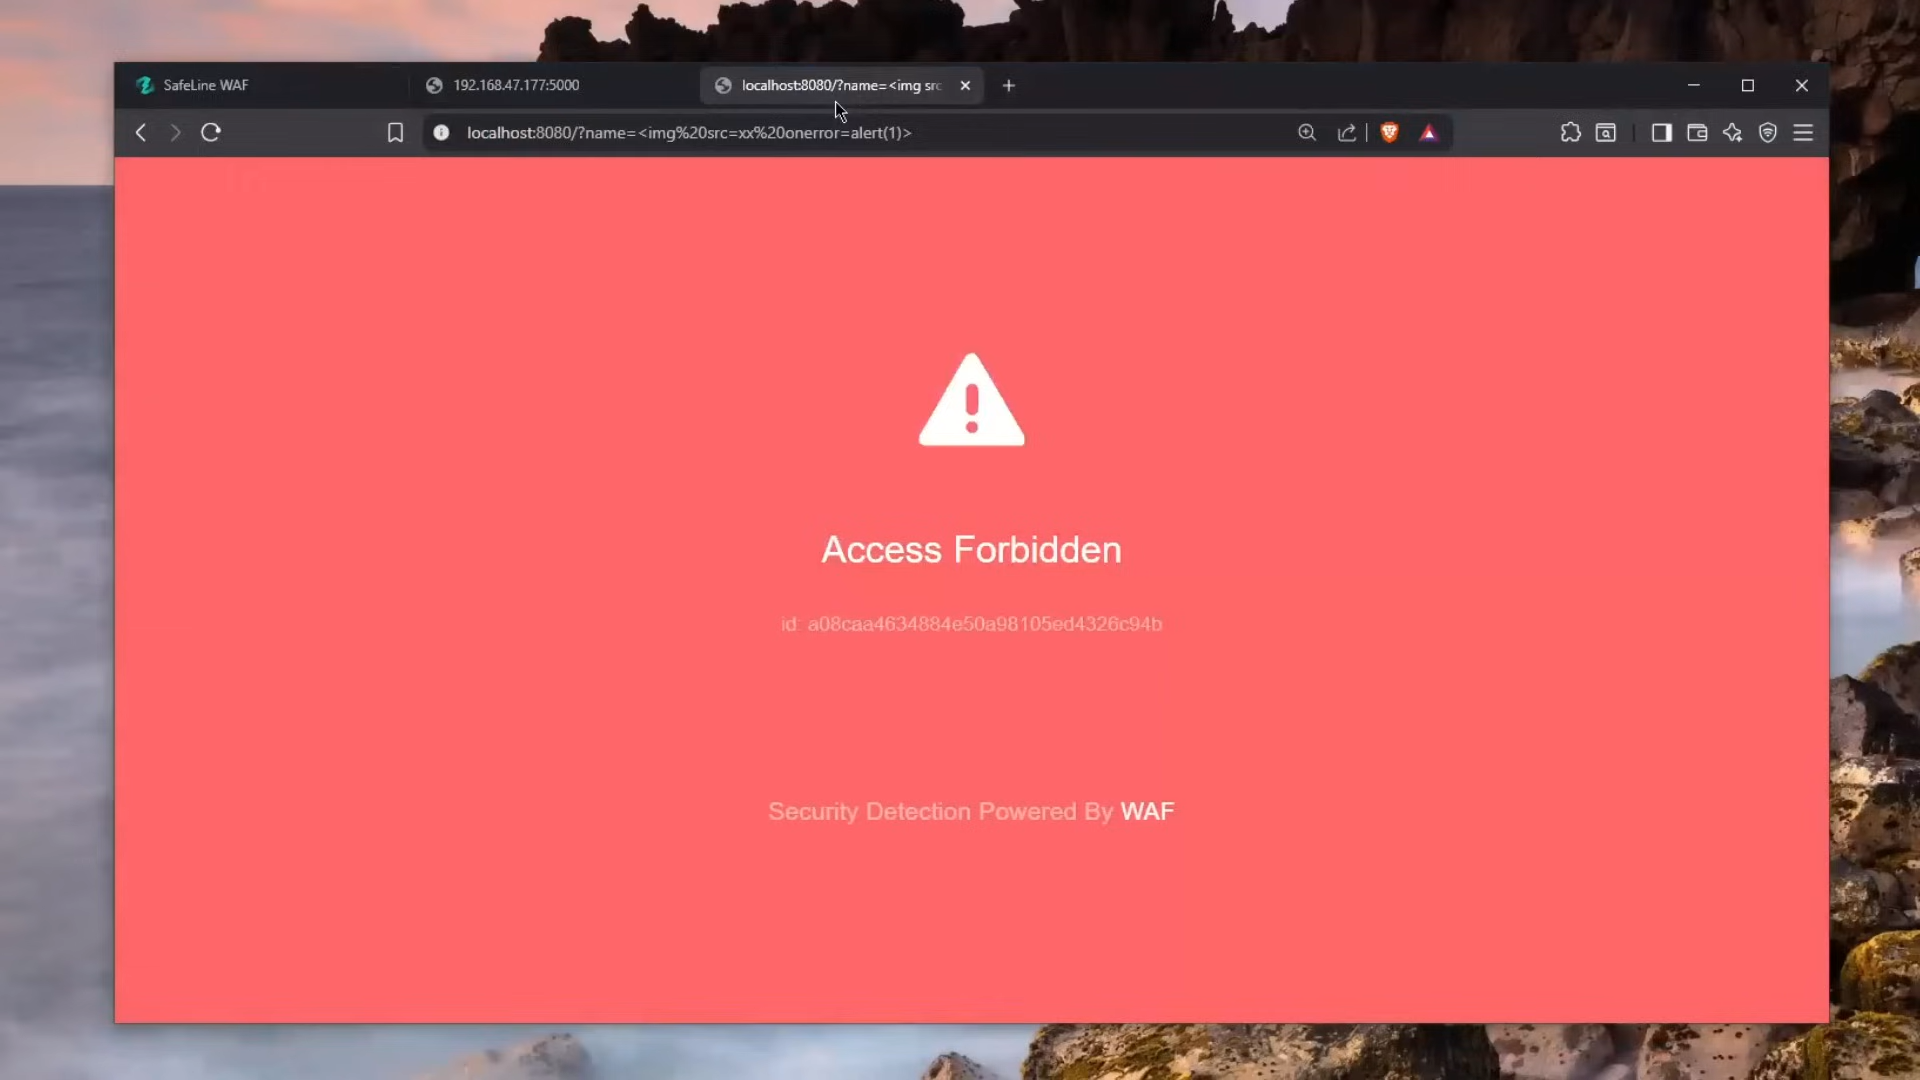 SafeLine WAF
192.168.47.177:5000
localhost:8080/?name=<img src
localhost:8080/?name=<img%20src=xx%20onerror=alert(1)>
Access Forbidden
id: a08caa4634884e50a98105ed4326c94b
Security Detection Powered By WAF